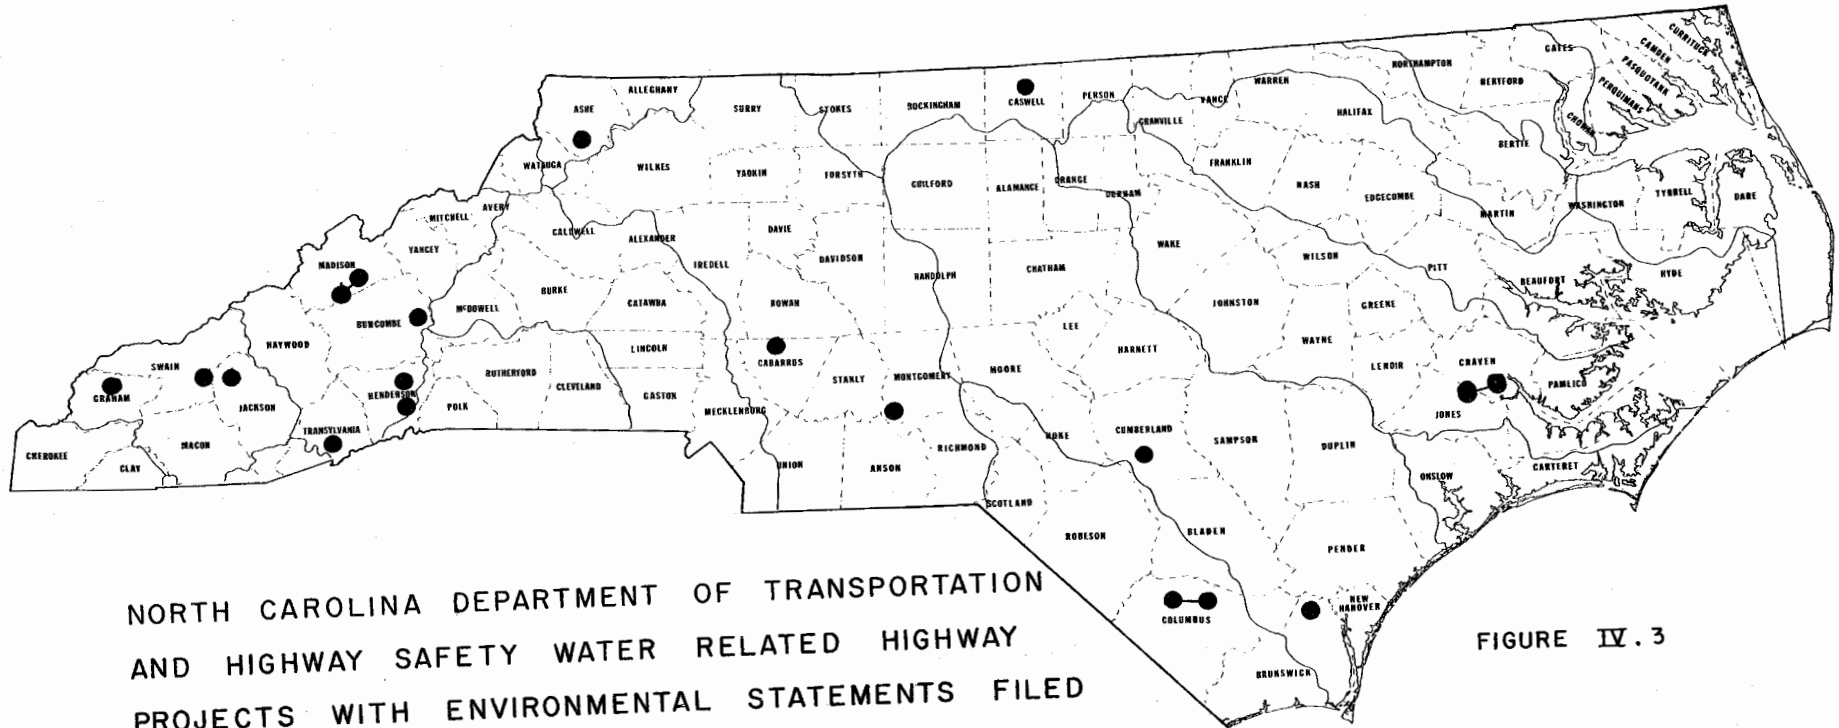 GATES
CURRITUCK
CAMDEN
PASQUOTANK
PERQUIMANS
CHOWAN
NORTHAMPTON
HERTFORD
ALLEGHANY
ASHE
SURRY
STOKES
ROCKINGHAM
CASWELL
PERSON
VANCE
WARREN
GRANVILLE
HALIFAX
BERTIE
WATAUGA
WILKES
YADKIN
FORSYTH
GUILFORD
ALAMANCE
ORANGE
DURHAM
FRANKLIN
NASH
EDGECOMBE
MARTIN
WASHINGTON
TYRRELL
DARE
MITCHELL
AVERY
YANCEY
CALDWELL
ALEXANDER
DAVIE
IREDELL
DAVIDSON
RANDOLPH
CHATHAM
WAKE
WILSON
PITT
BEAUFORT
HYDE
MADISON
BUNCOMBE
MCDOWELL
BURKE
CATAWBA
ROWAN
LEE
JOHNSTON
GREENE
HAYWOOD
LINCOLN
CABARRUS
STANLY
MONTGOMERY
MOORE
HARNETT
WAYNE
LENOIR
CRAVEN
PAMLICO
SWAIN
GRAHAM
JACKSON
HENDERSON
POLK
RUTHERFORD
CLEVELAND
GASTON
MECKLENBURG
JONES
CHEROKEE
CLAY
MACON
TRANSYLVANIA
UNION
ANSON
RICHMOND
HOKE
CUMBERLAND
SAMPSON
DUPLIN
ONSLOW
CARTERET
SCOTLAND
ROBESON
BLADEN
PENDER
COLUMBUS
NEW
HANOVER
BRUNSWICK
NORTH CAROLINA DEPARTMENT OF TRANSPORTATION
AND HIGHWAY SAFETY WATER RELATED HIGHWAY
PROJECTS WITH ENVIRONMENTAL STATEMENTS FILED
FIGURE IV.3